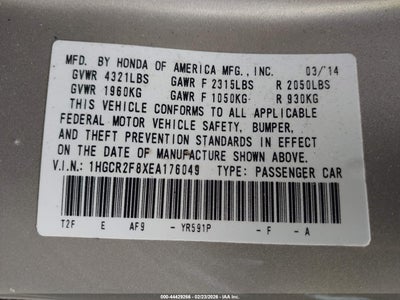 MFD. BY HONDA OF AMERICA MFG., INC. 03/14
GVWR 4321LBS GAWR F 2315LBS R 2050LBS
GVWR 1960KG GAWR F 1050KG R 930KG
THIS VEHICLE CONFORMS TO ALL APPLICABLE
FEDERAL MOTOR VEHICLE SAFETY, BUMPER,
AND THEFT PREVENTION STANDARDS IN EFFECT
ON THE DATE OF MANUFACTURE SHOWN ABOVE.
V.I.N.: 1HGCR2F8XEA176049 TYPE: PASSENGER CAR
T2F E AF9 - YR591P - F - A
000-44429266 - 02/23/2026 - IAA, Inc.